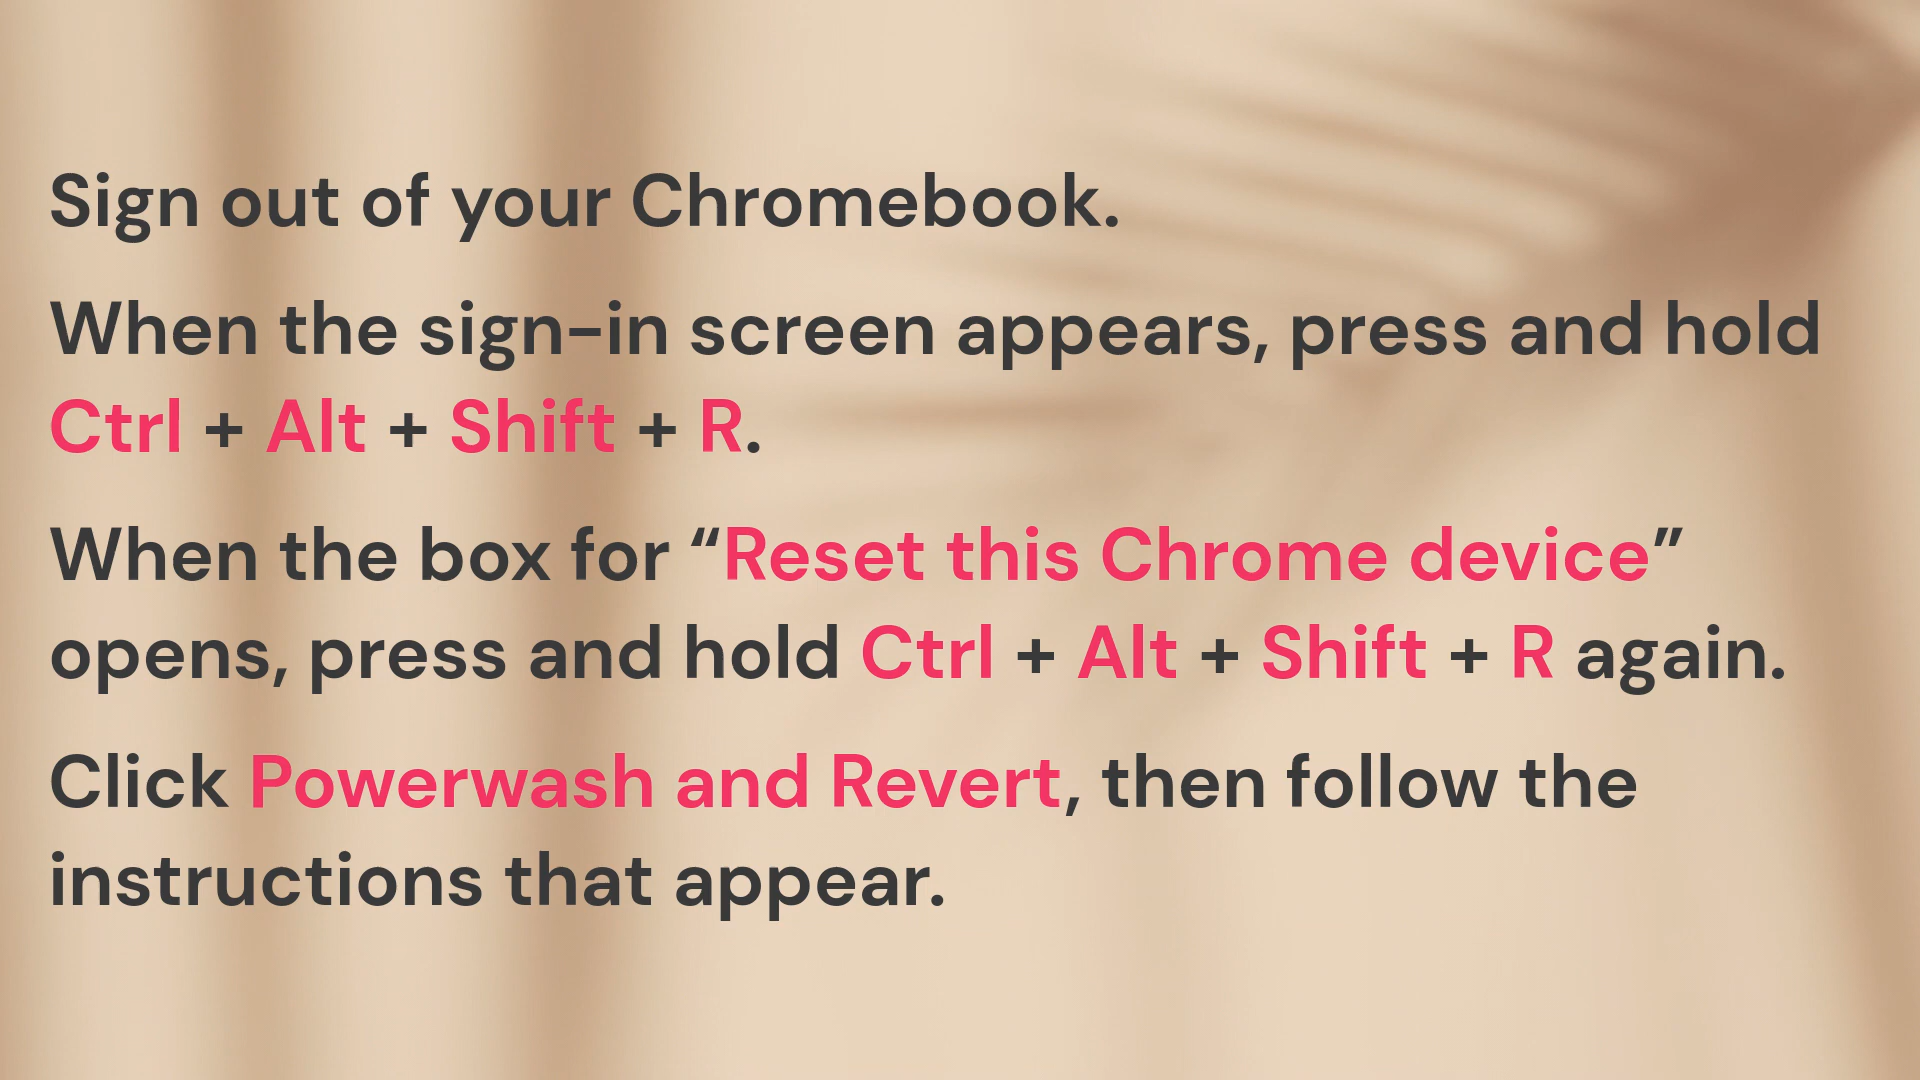 Sign out of your Chromebook.
When the sign-in screen appears, press and hold
Ctrl + Alt + Shift + R.
When the box for “Reset this Chrome device”
opens, press and hold Ctrl + Alt + Shift + R again.
Click Powerwash and Revert, then follow the
instructions that appear.